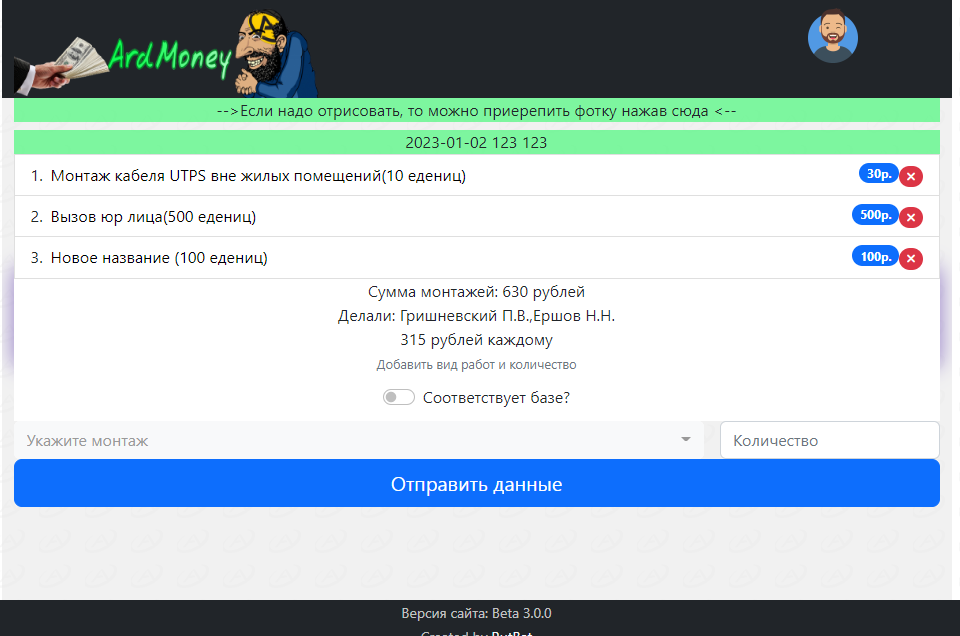 ArdMoney
-->Если надо отрисовать, то можно приерепить фотку нажав сюда <--
2023-01-02 123 123
1. Монтаж кабеля UTPS вне жилых помещений(10 едениц) 30р. ×
2. Вызов юр лица(500 едениц) 500р. ×
3. Новое название (100 едениц) 100р. ×
Сумма монтажей: 630 рублей
Делали: Гришневский П.В.,Ершов Н.Н.
315 рублей каждому
Добавить вид работ и количество
Соответствует базе?
Укажите монтаж Количество
Отправить данные
Версия сайта: Beta 3.0.0
Created by ButBat